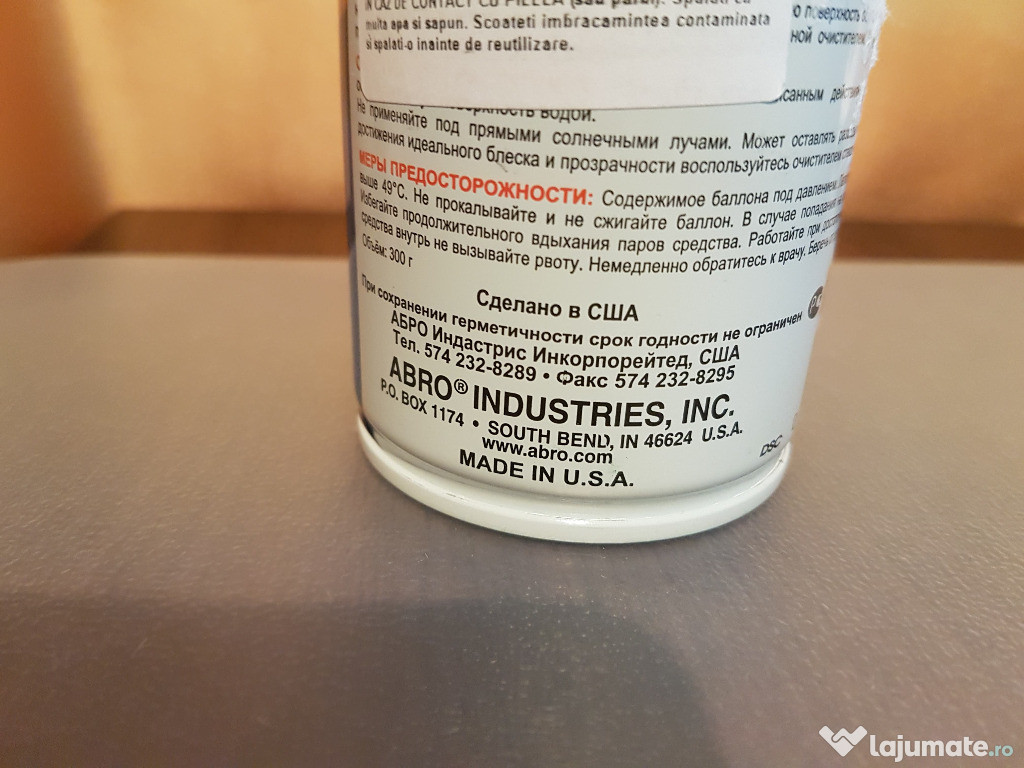 IN CAZ DE CONTACT CU PIELEA (sau parul). Spalati cu
multa apa si sapun. Scoateti imbracamintea contaminata
si spalati-o inainte de reutilizare.
поверхность
ной очистителем
водой.
Не применяйте под прямыми солнечными лучами. Может оставлять
достижения идеального блеска и прозрачности воспользуйтесь очистителем
МЕРЫ ПРЕДОСТОРОЖНОСТИ: Содержимое баллона под давлением.
выше 49°C. Не прокалывайте и не сжигайте баллон. В случае попадания
Избегайте продолжительного вдыхания паров средства. Работайте при
средства внутрь не вызывайте рвоту. Немедленно обратитесь к врачу.
Объём: 300 г
Сделано в США
При сохранении герметичности срок годности не ограничен
АБРО Индастрис Инкорпорейтед, США
Тел. 574 232-8289 • Факс 574 232-8295
ABRO® INDUSTRIES, INC.
P.O. BOX 1174 • SOUTH BEND, IN 46624 U.S.A.
www.abro.com
MADE IN U.S.A.
DSC
lajumate.ro